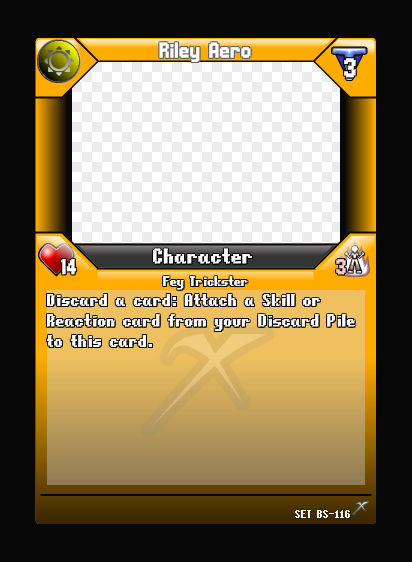 Riley Aero
3
Character
14
3
Fey Trickster
Discard a card: Attach a Skill or
Reaction card from your Discard Pile
to this card.
SET BS-116